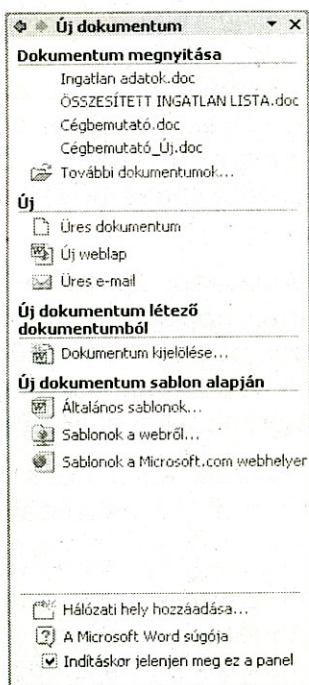 Új dokumentum
Dokumentum megnyitása
Ingatlan adatok.doc
ÖSSZESÍTETT INGATLAN LISTA.doc
Cégbemutató.doc
Cégbemutató_Új.doc
További dokumentumok...
Új
Üres dokumentum
Új weblap
Üres e-mail
Új dokumentum létező
dokumentumból
Dokumentum kijelölése...
Új dokumentum sablon alapján
Általános sablonok...
Sablonok a webről...
Sablonok a Microsoft.com webhelyer
Hálózati hely hozzáadása...
A Microsoft Word súgója
Indításkor jelenjen meg ez a panel